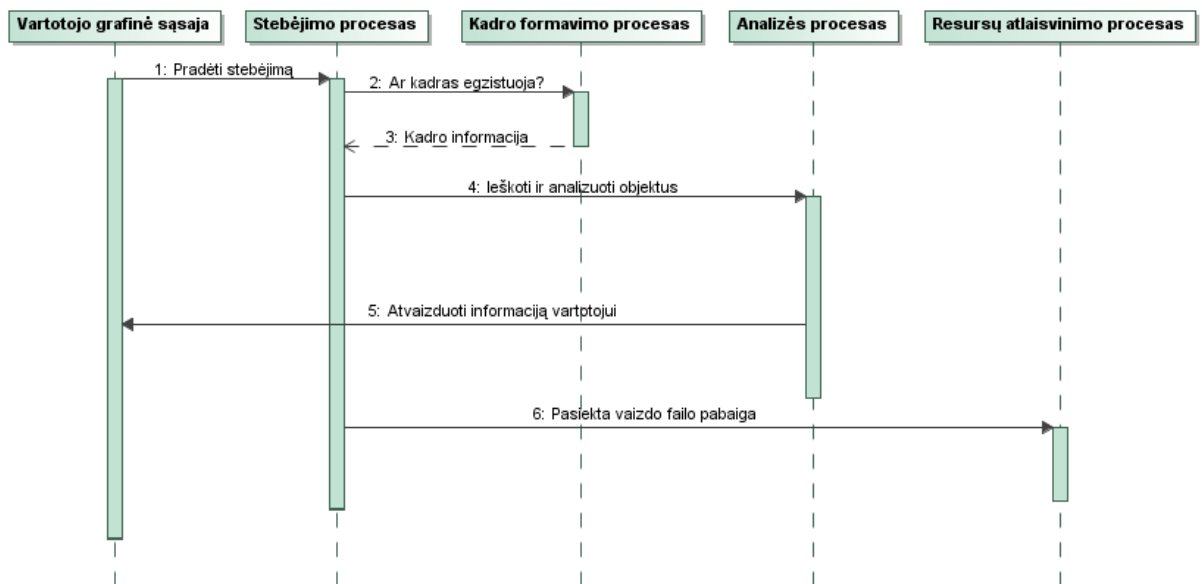 Vartotojo grafinė sąsaja
Stebėjimo procesas
Kadro formavimo procesas
Analizės procesas
Resursų atlaisvinimo procesas
1: Pradėti stebėjimą
2: Ar kadras egzistuoja?
3: Kadro informacija
4: Ieškoti ir analizuoti objektus
5: Atvaizduoti informaciją vartotojui
6: Pasiekta vaizdo failo pabaiga